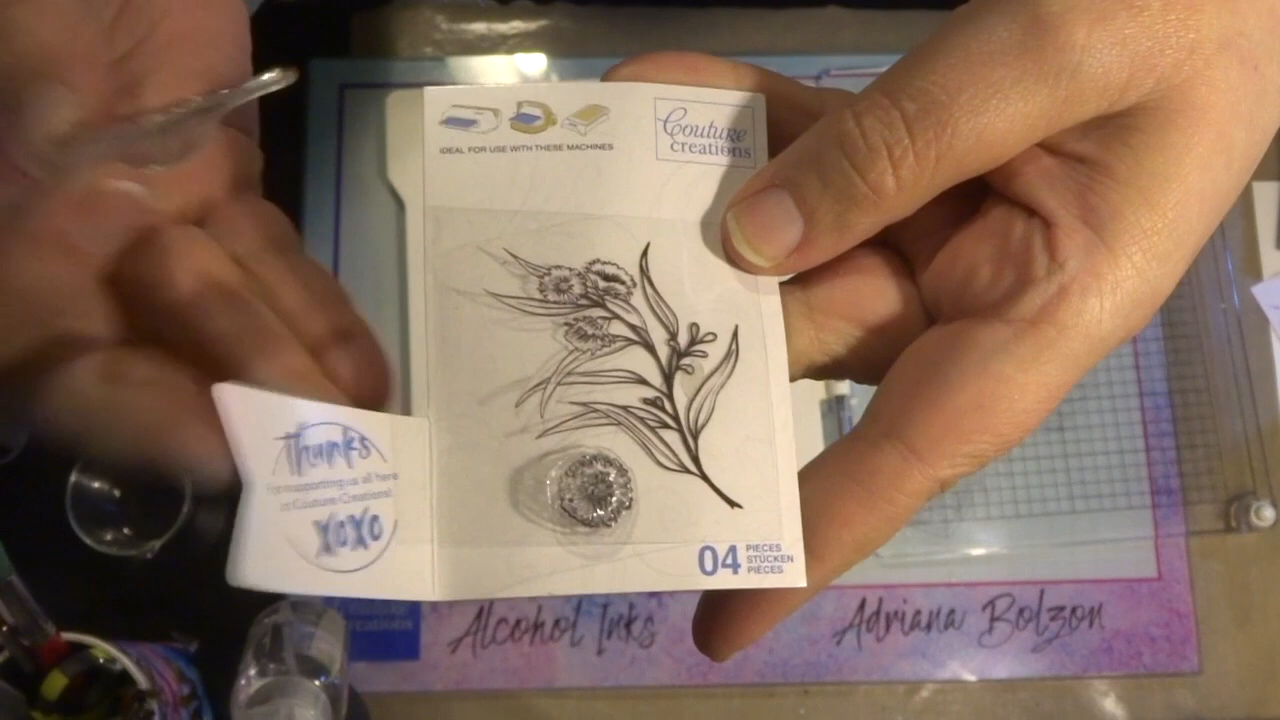 IDEAL FOR USE WITH THESE MACHINES
Couture
creations
Thanks
For supporting us all here
at Couture Creations!
XOXO
04 PIECES
STÜCKEN
PIÈCES
creations
Alcohol Inks
Adriana Bolzon